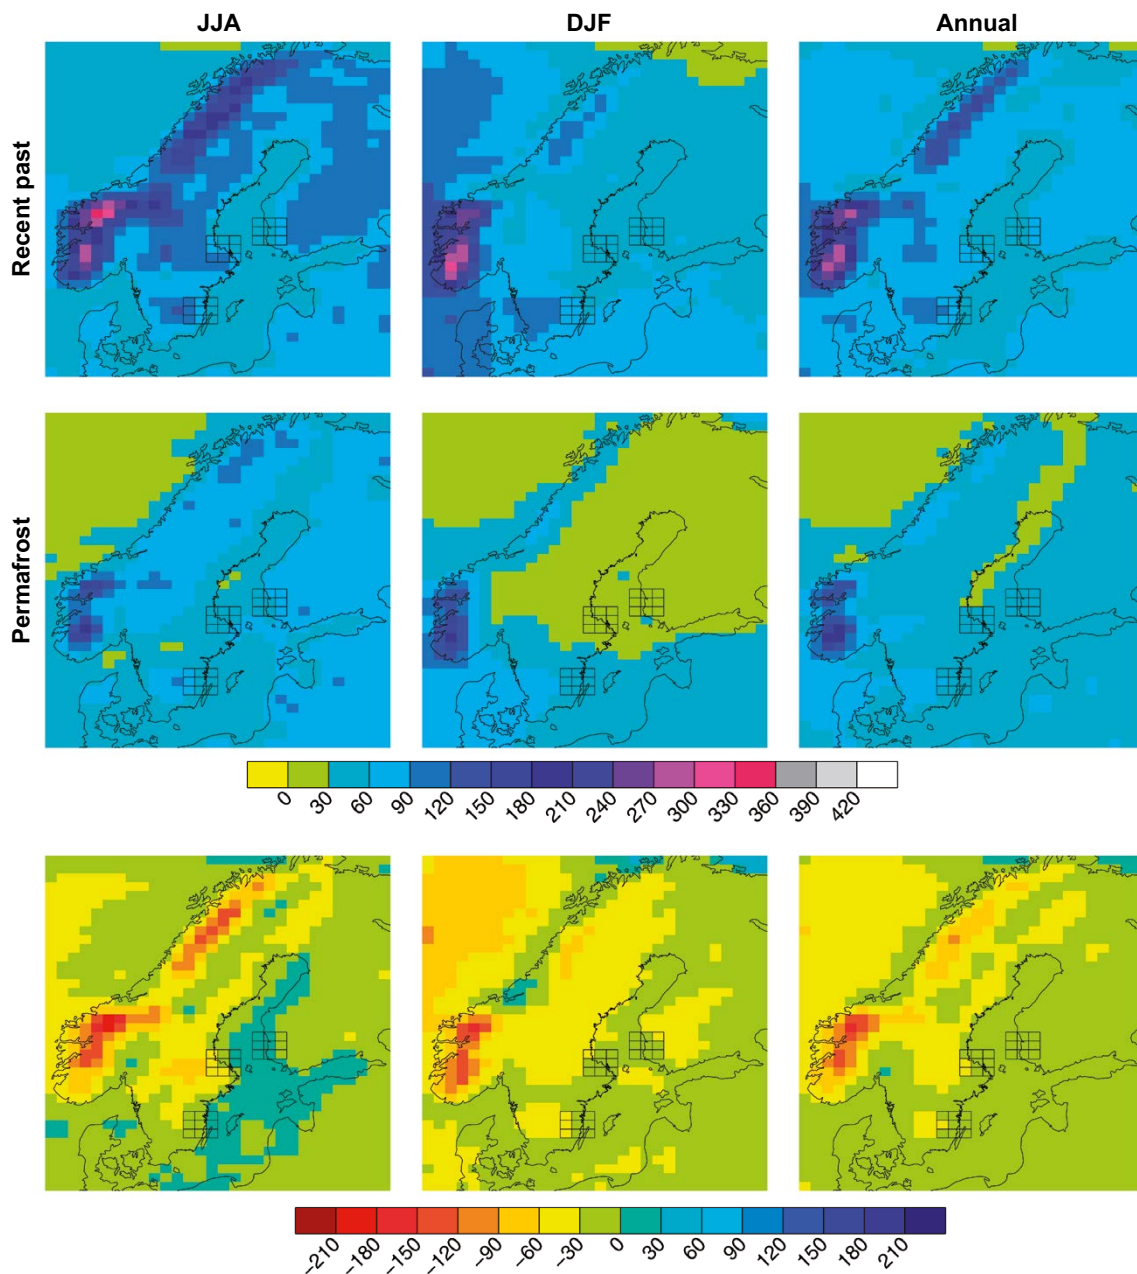 JJA DJF Annual
Recent past
Permafrost
0 30 60 90 120 150 180 210 240 270 300 330 360 390 420
−210 −180 −150 −120 −90 −60 −30 0 30 60 90 120 150 180 210